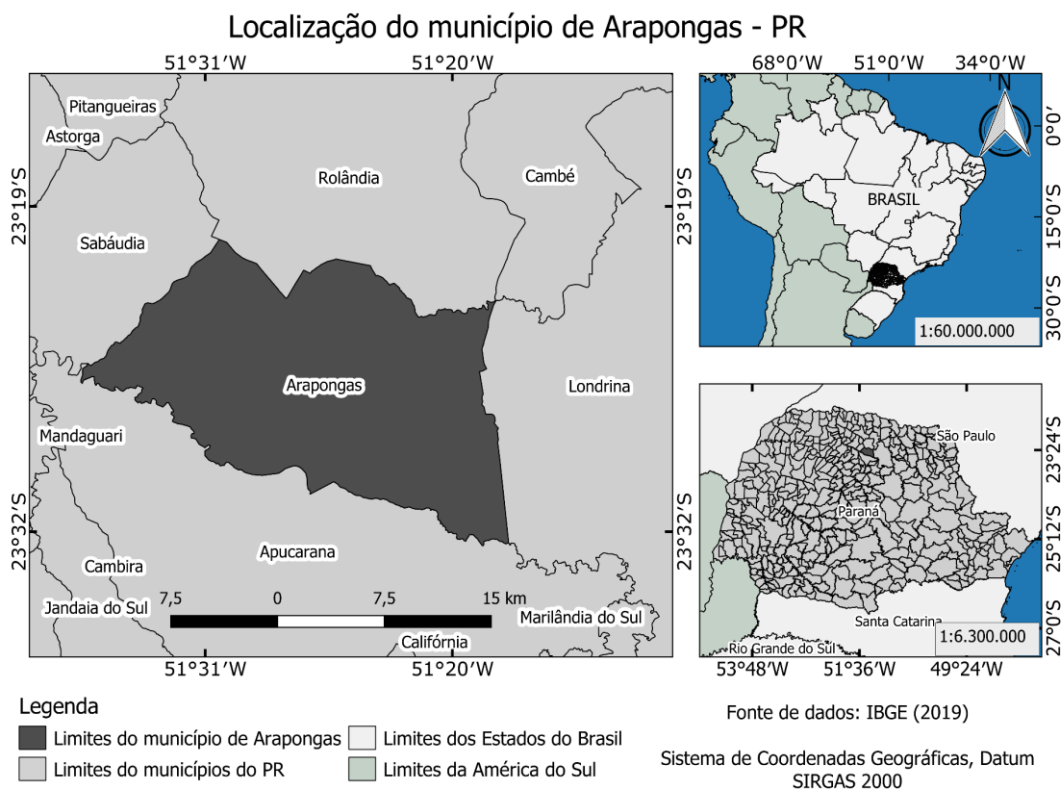 Localização do município de Arapongas - PR
51°31'W
51°20'W
23°19'S
23°32'S
Pitangueiras
Astorga
Rolândia
Cambé
Sabáudia
Arapongas
Londrina
Mandaguari
Apucarana
Cambira
Jandaia do Sul
Marilândia do Sul
Califórnia
7,5
0
7,5
15 km
51°31'W
51°20'W
68°0'W
51°0'W
34°0'W
N
0°0'
15°0'S
30°0'S
BRASIL
1:60.000.000
São Paulo
Paraná
Santa Catarina
Rio Grande do Sul
1:6.300.000
23°24'S
25°12'S
27°0'S
53°48'W
51°36'W
49°24'W
Legenda
Limites do município de Arapongas
Limites do municípios do PR
Limites dos Estados do Brasil
Limites da América do Sul
Fonte de dados: IBGE (2019)
Sistema de Coordenadas Geográficas, Datum
SIRGAS 2000